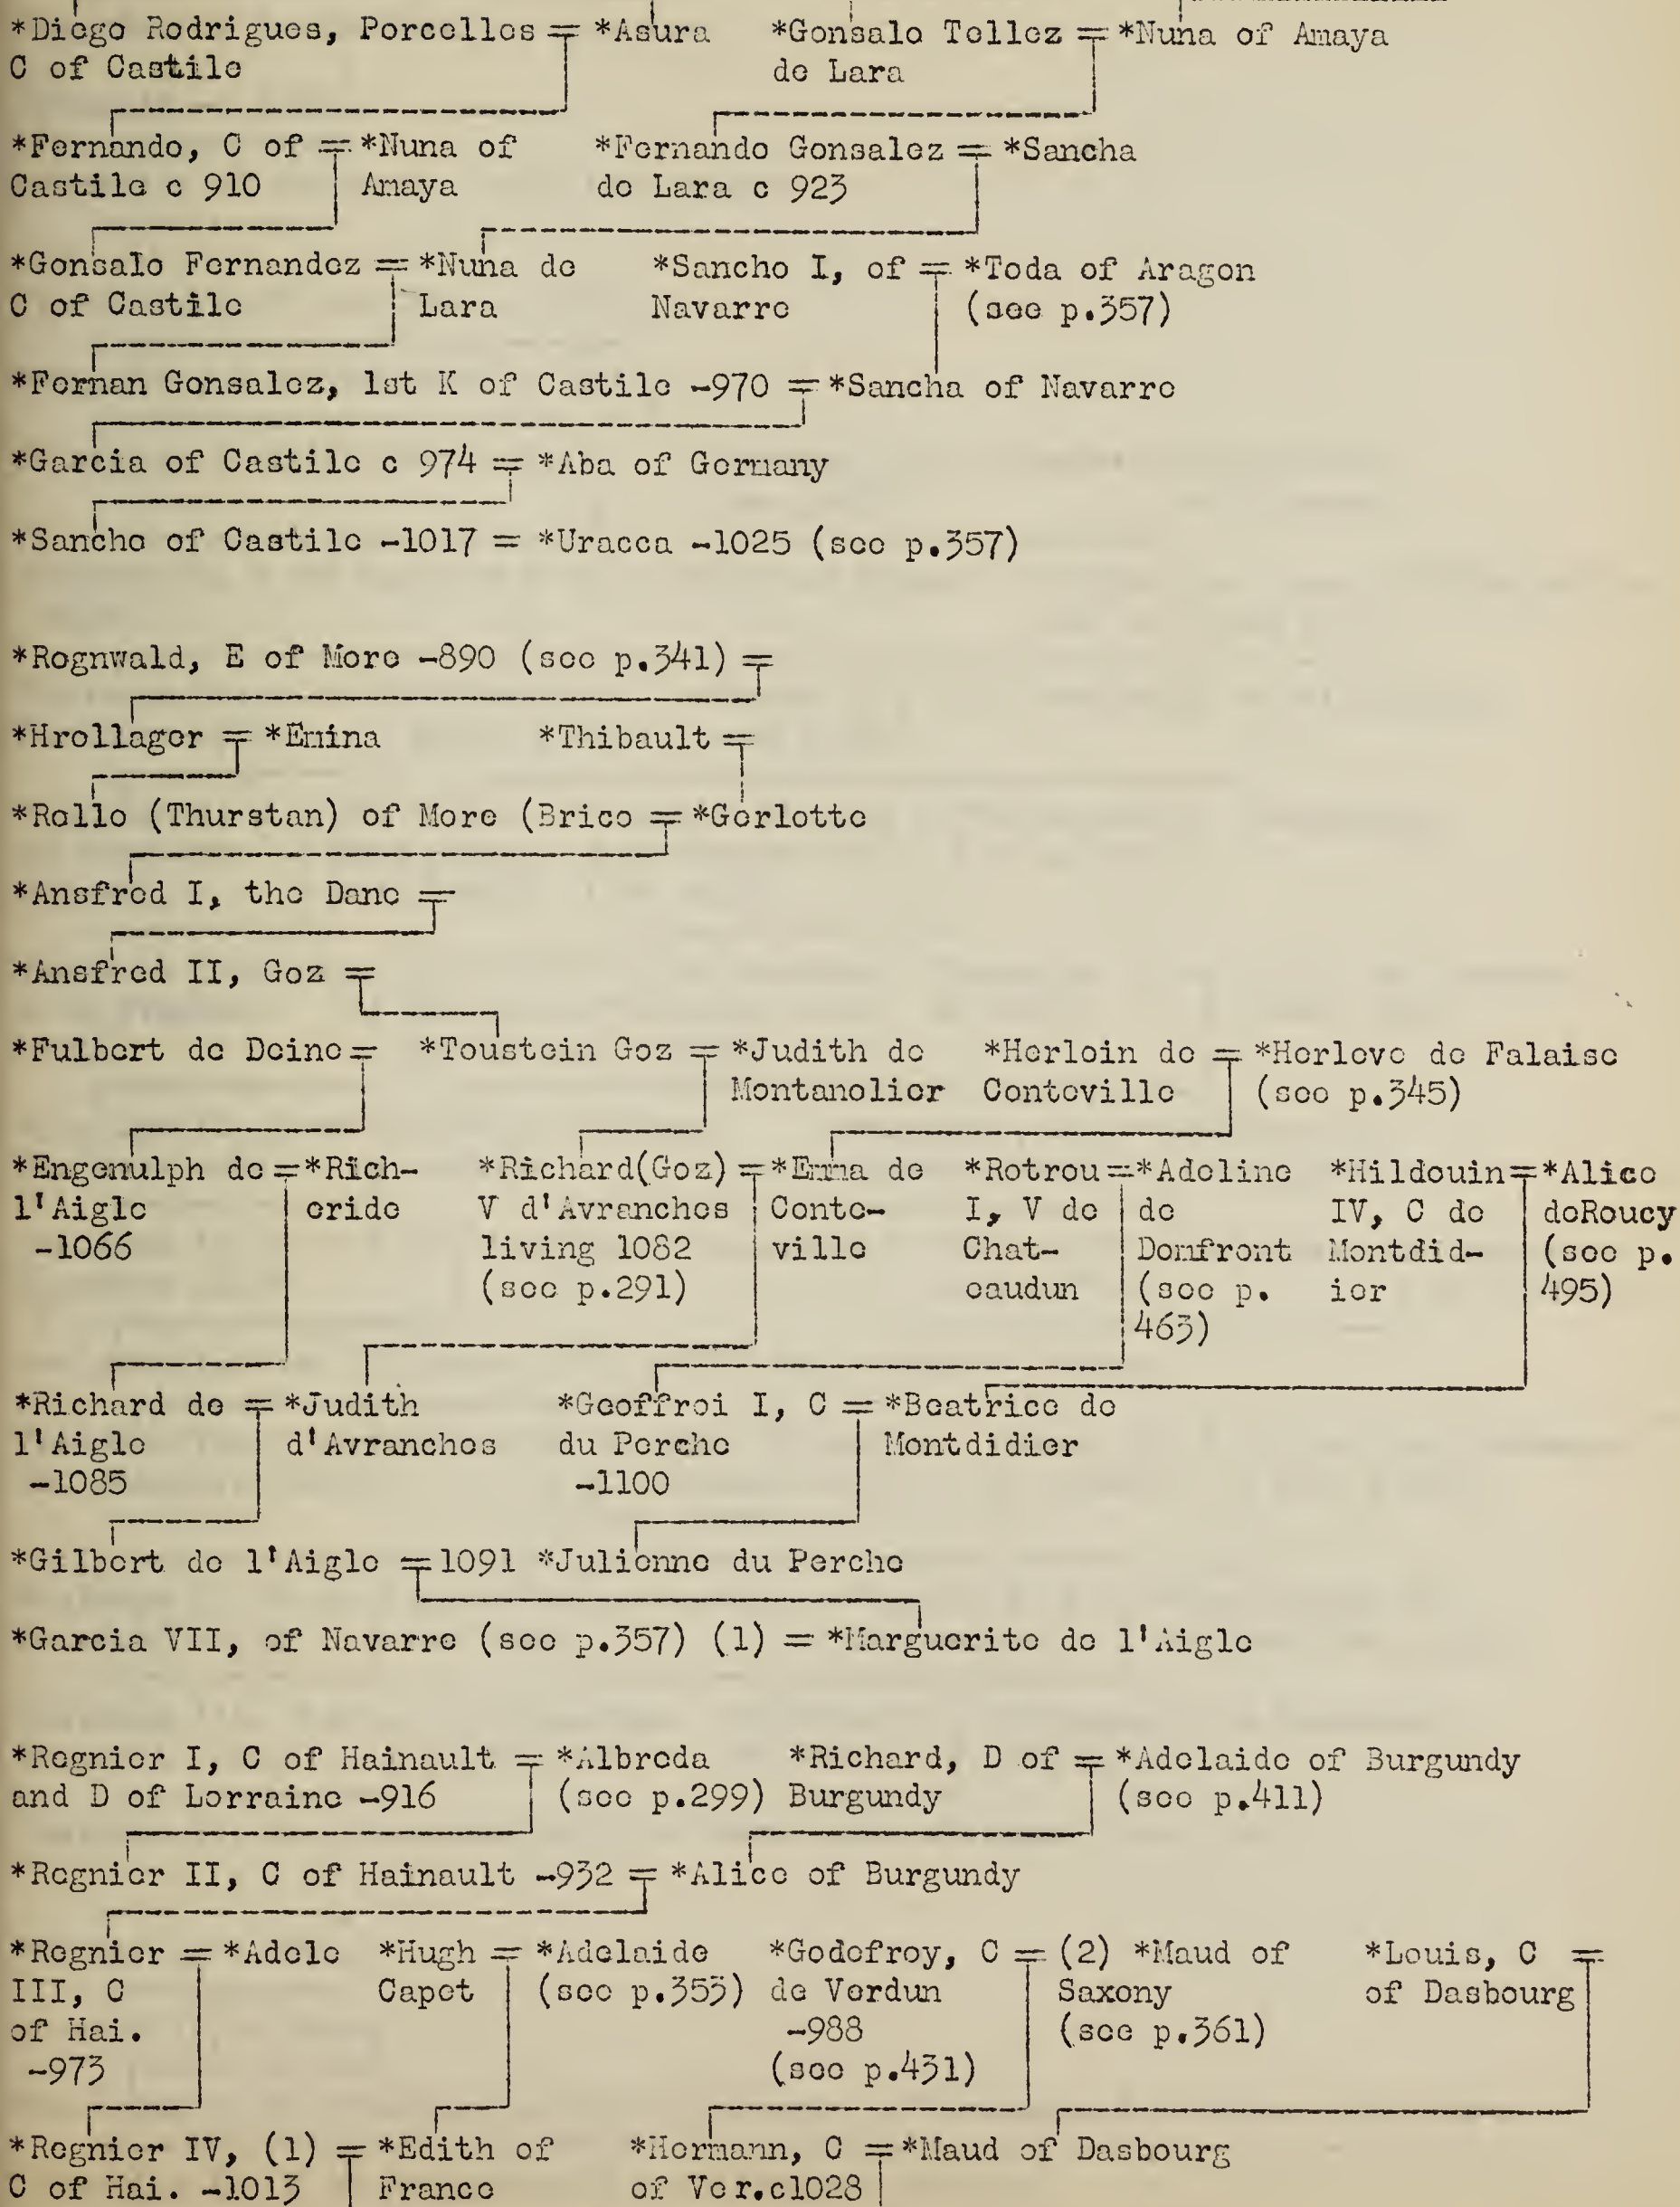 *Diego Rodrigues, Porcellos = *Asura *Gonsalo Tellez = *Nuna of Amaya
C of Castile de Lara
*Fernando, C of = *Nuna of *Fernando Gonsalez = *Sancha
Castile c 910 Amaya de Lara c 923
*Gonsalo Fernandez = *Nuna de *Sancho I, of = *Toda of Aragon
C of Castile Lara Navarre (see p.357)
*Fernan Gonsalez, 1st K of Castile -970 = *Sancha of Navarre
*Garcia of Castile c 974 = *Aba of Germany
*Sancho of Castile -1017 = *Uracca -1025 (see p.357)
*Rognwald, E of More -890 (see p.341) =
*Hrollager = *Emina *Thibault =
*Rollo (Thurstan) of More (Brico = *Gerlotte
*Ansfred I, the Dane =
*Ansfred II, Goz =
*Fulbert de Beine = *Toustein Goz = *Judith de *Herloin de = *Herleve de Falaise
Montanolier Conteville (see p.345)
*Engenulph de = *Rich- *Richard(Goz) = *Emma de *Rotrou = *Adeline *Hildouin = *Alice
l'Aigle eride V d'Avranches Conte- I, V de de IV, C de deRoucy
-1066 living 1082 ville Chat- Domfront Montdid- (see p.
(see p.291) eaudun (see p. ier 495)
463)
*Richard de = *Judith *Geoffroi I, C = *Beatrice de
l'Aigle d'Avranches du Perche Montdidier
-1085 -1100
*Gilbert de l'Aigle = 1091 *Julienne du Perche
*Garcia VII, of Navarre (see p.357) (1) = *Marguerite de l'Aigle
*Regnier I, C of Hainault = *Albreda *Richard, D of = *Adelaide of Burgundy
and D of Lorraine -916 (see p.299) Burgundy (see p.411)
*Regnier II, C of Hainault -932 = *Alice of Burgundy
*Regnier = *Adele *Hugh = *Adelaide *Godefroy, C = (2) *Maud of *Louis, C =
III, C Capet (see p.353) de Verdun Saxony of Dasbourg
of Hai. -988 (see p.361)
-973 (see p.431)
*Regnier IV, (1) = *Edith of *Hermann, C = *Maud of Dasbourg
C of Hai. -1013 France of Ver.c1028